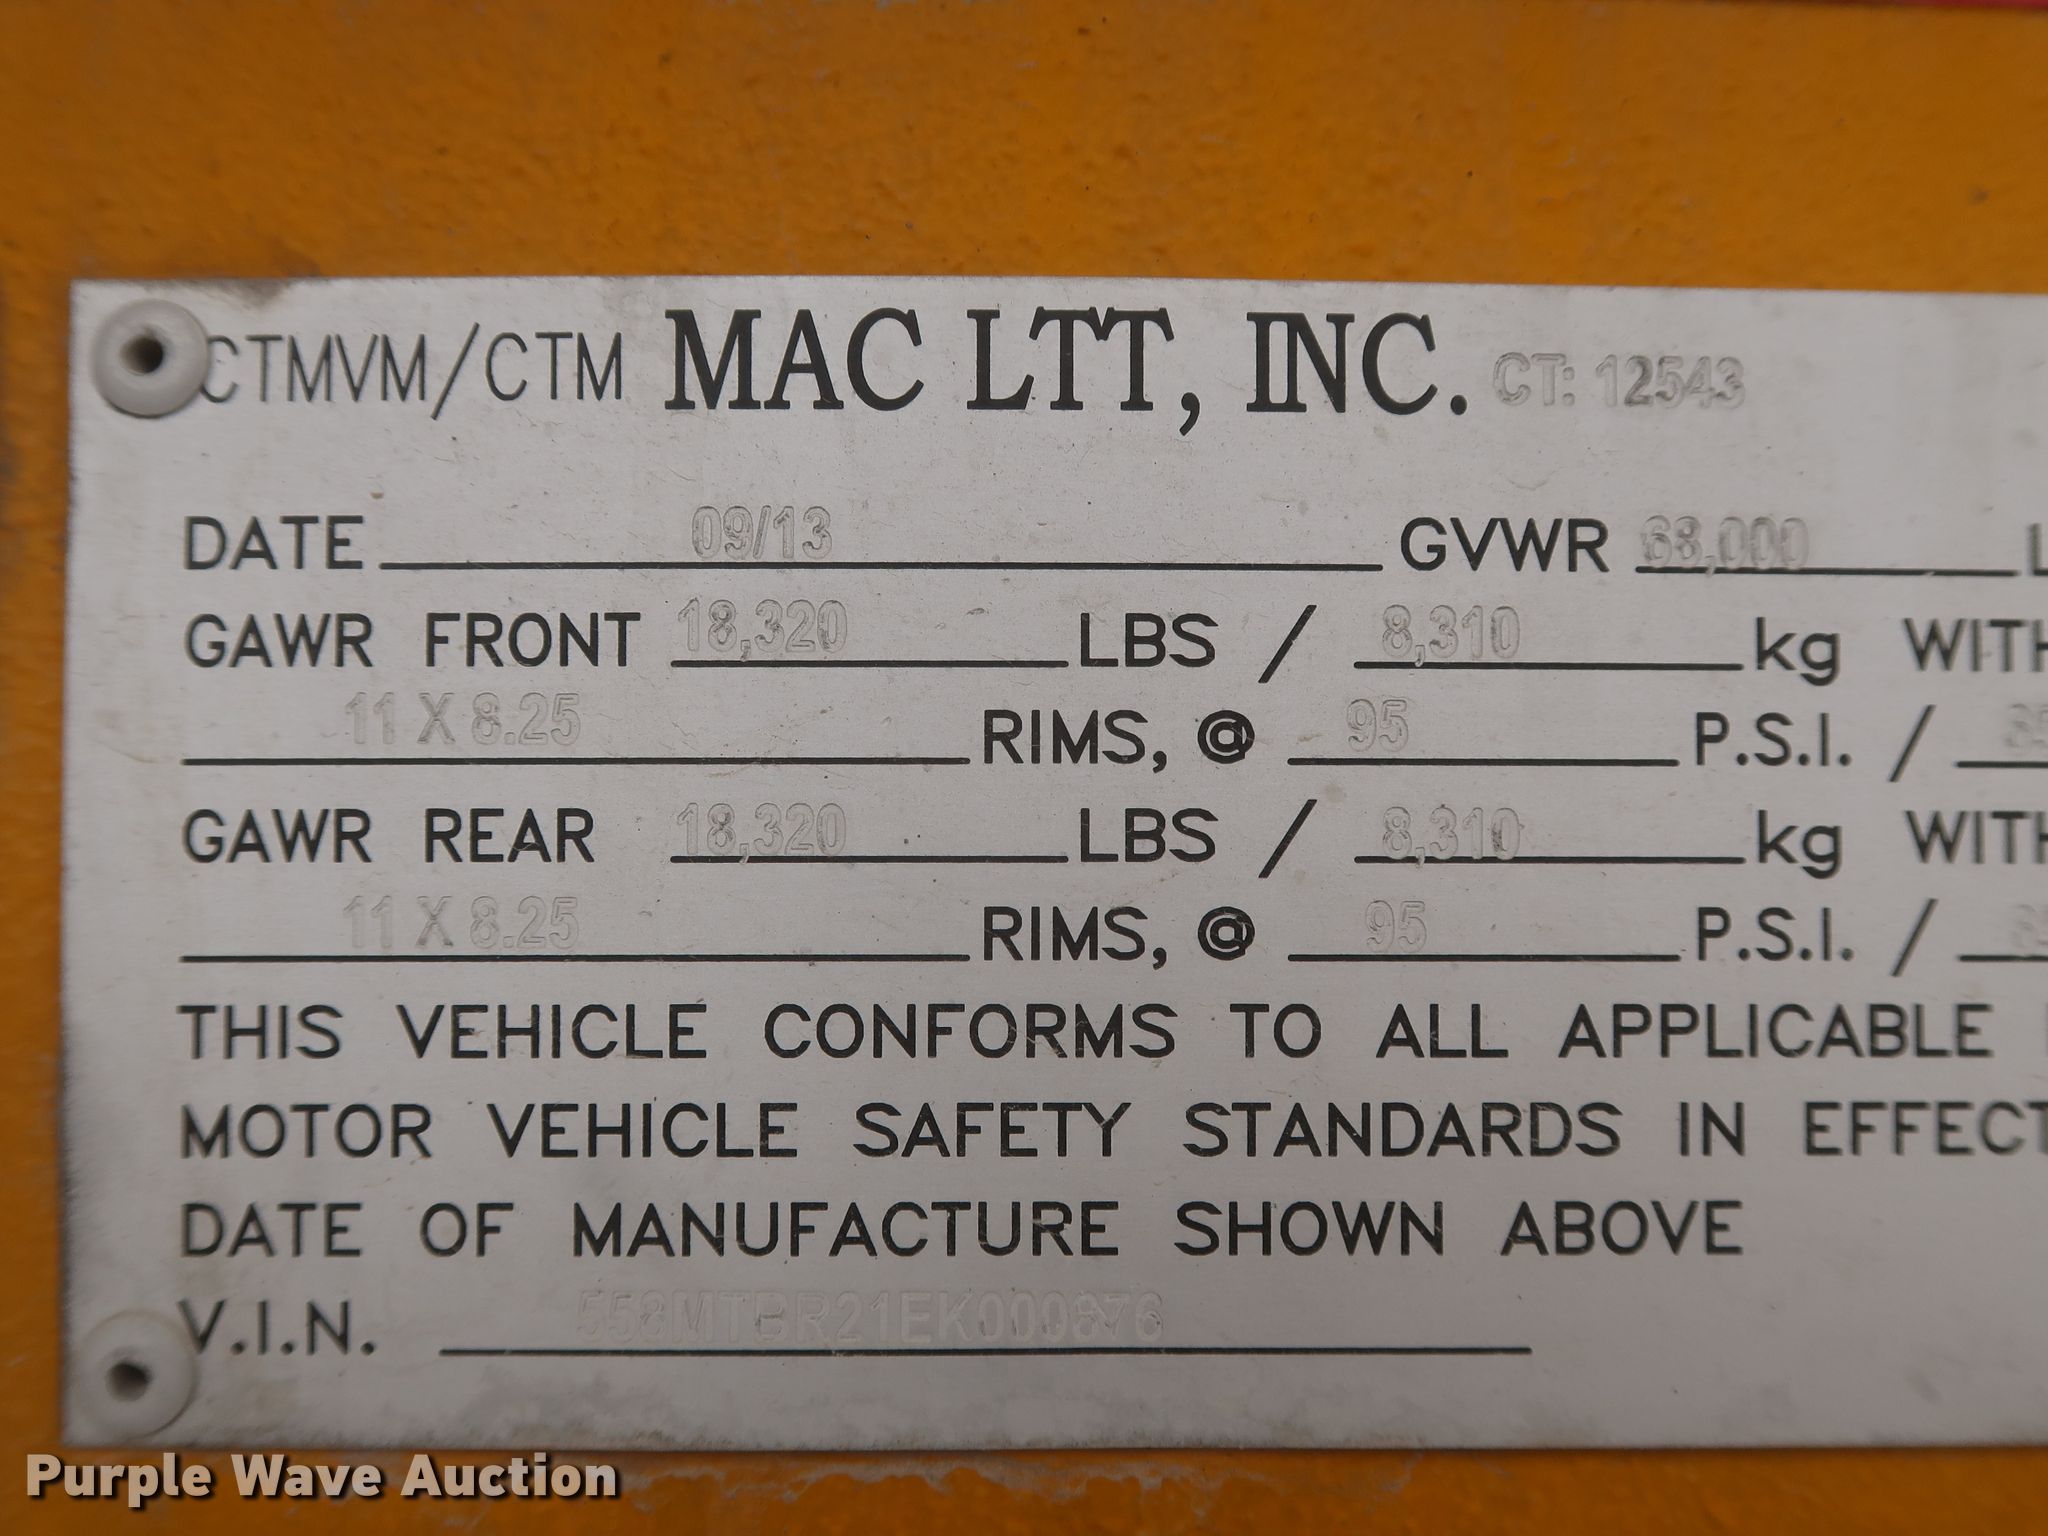 CTMVM/CTM MAC LTT, INC. CT: 12543
DATE 09/13 GVWR 68,000 L
GAWR FRONT 18,320 LBS / 8,310 kg WITH
11 X 8.25 RIMS, @ 95 P.S.I. /
GAWR REAR 18,320 LBS / 8,310 kg WITH
11 X 8.25 RIMS, @ 95 P.S.I. /
THIS VEHICLE CONFORMS TO ALL APPLICABLE
MOTOR VEHICLE SAFETY STANDARDS IN EFFECT
DATE OF MANUFACTURE SHOWN ABOVE
V.I.N. 558MTBR21EK000876
Purple Wave Auction